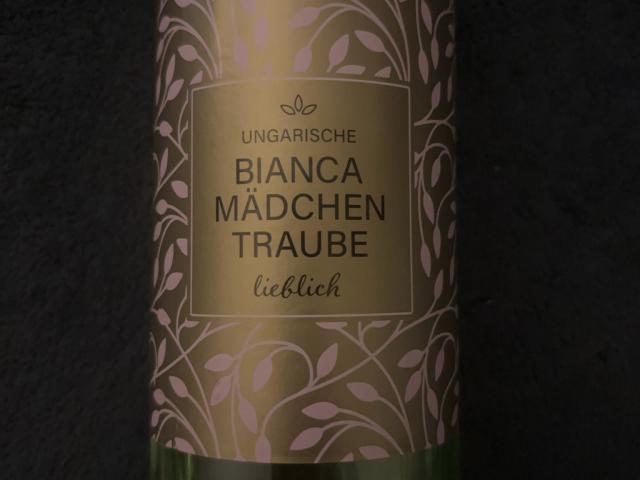 UNGARISCHE
BIANCA
MÄDCHEN
TRAUBE
lieblich